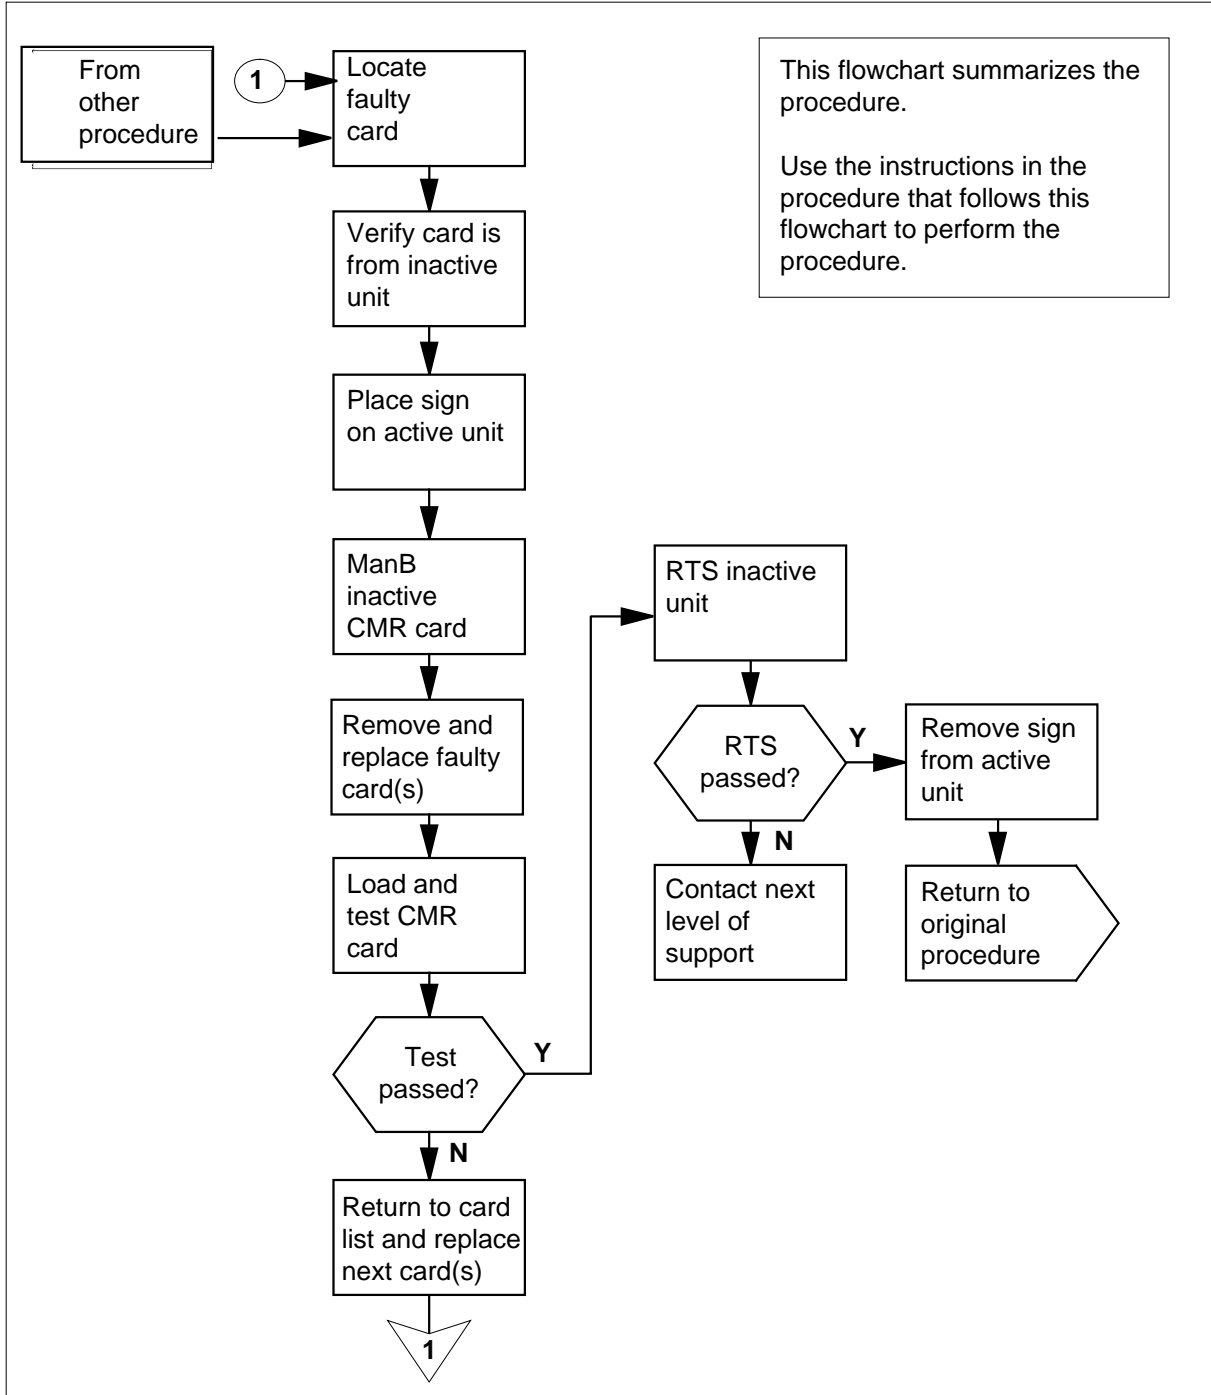 From
other
procedure
1
Locate
faulty
card
This flowchart summarizes the
procedure.
Use the instructions in the
procedure that follows this
flowchart to perform the
procedure.
Verify card is
from inactive
unit
Place sign
on active unit
ManB
inactive
CMR card
Remove and
replace faulty
card(s)
Load and
test CMR
card
Test
passed?
Y
N
Return to card
list and replace
next card(s)
1
RTS inactive
unit
RTS
passed?
Y
N
Remove sign
from active
unit
Contact next
level of
support
Return to
original
procedure